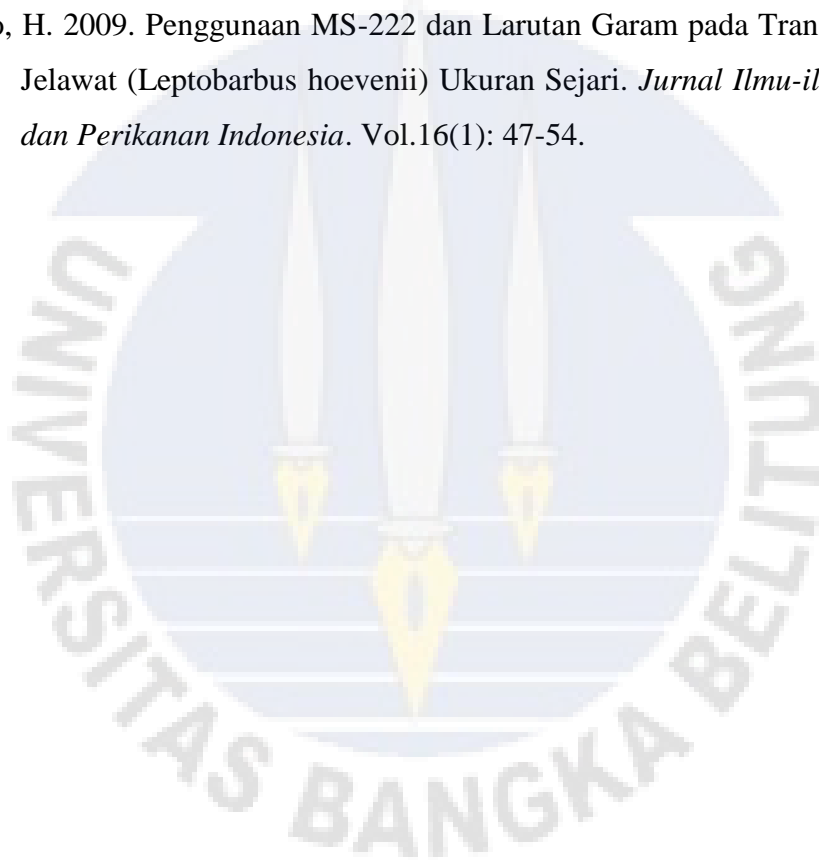 o, H. 2009. Penggunaan MS-222 dan Larutan Garam pada Tran
Jelawat (Leptobarbus hoevenii) Ukuran Sejari. Jurnal Ilmu-il
dan Perikanan Indonesia. Vol.16(1): 47-54.
UNIVERSITAS BANGKA BELITUNG